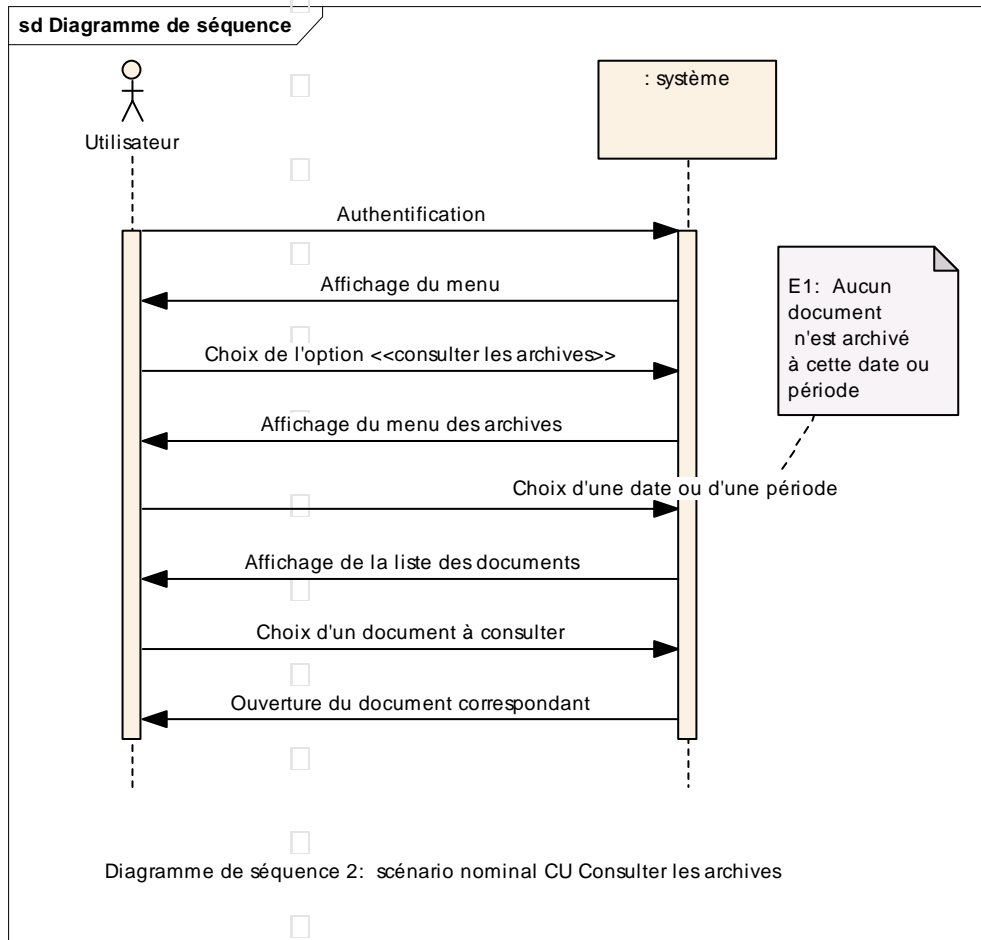 sd Diagramme de séquence
: système
Utilisateur
Authentification
Affichage du menu
E1: Aucun
document
n'est archivé
à cette date ou
période
Choix de l'option <<consulter les archives>>
Affichage du menu des archives
Choix d'une date ou d'une période
Affichage de la liste des documents
Choix d'un document à consulter
Ouverture du document correspondant
Diagramme de séquence 2: scénario nominal CU Consulter les archives